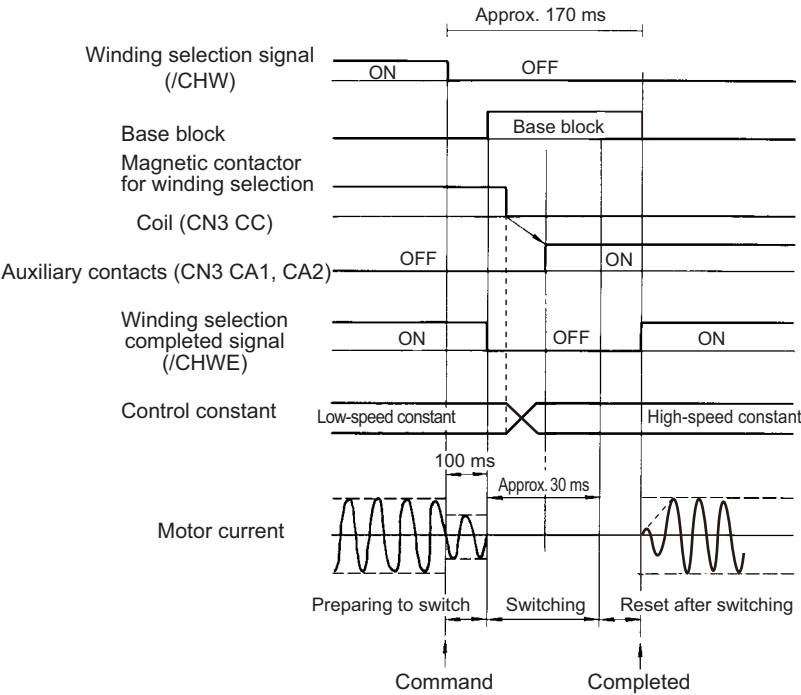 Approx. 170 ms
Winding selection signal
(/CHW)
ON
OFF
Base block
Base block
Magnetic contactor
for winding selection
Coil (CN3 CC)
Auxiliary contacts (CN3 CA1, CA2)
OFF
ON
Winding selection
completed signal
(/CHWE)
ON
OFF
ON
Control constant
Low-speed constant
High-speed constant
100 ms
Approx. 30 ms
Motor current
Preparing to switch
Switching
Reset after switching
Command
Completed